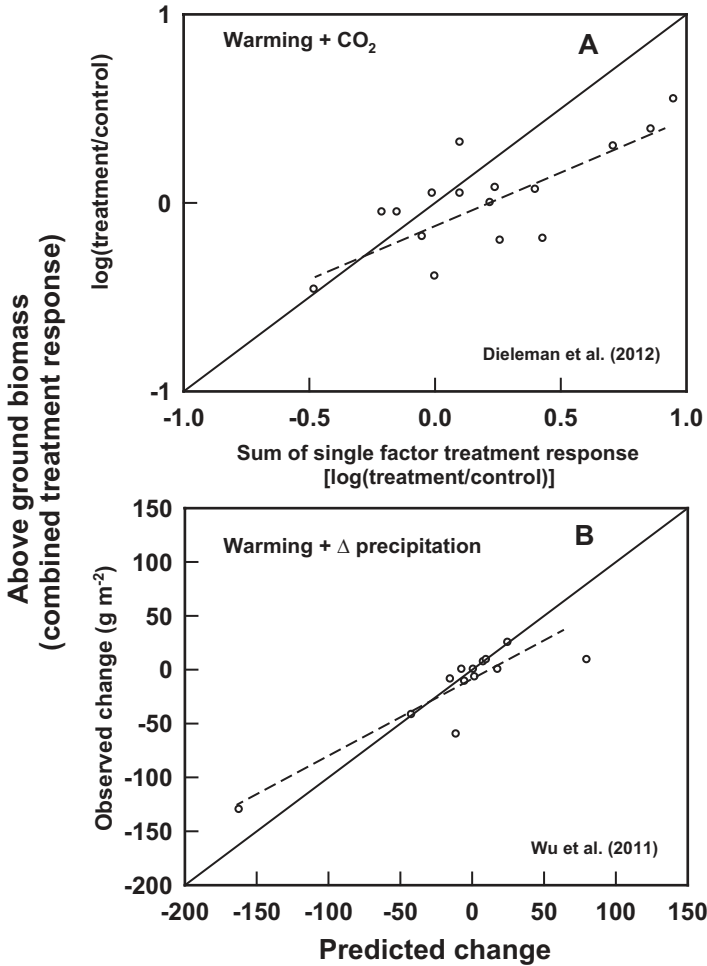 Above ground biomass
(combined treatment response)
log(treatment/control)
1
0
-1
Warming + CO₂
A
Dieleman et al. (2012)
-1.0 -0.5 0.0 0.5 1.0
Sum of single factor treatment response
[log(treatment/control)]
Observed change (g m⁻²)
150
100
50
0
-50
-100
-150
-200
Warming + Δ precipitation
B
Wu et al. (2011)
-200 -150 -100 -50 0 50 100 150
Predicted change